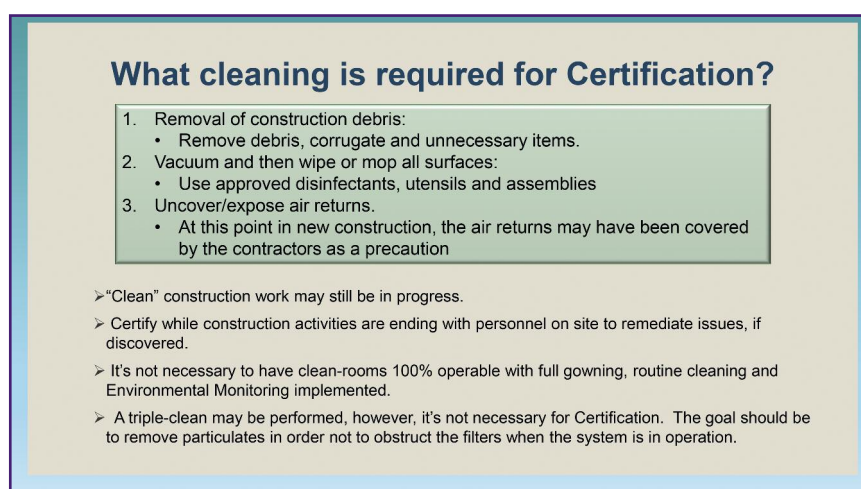 What cleaning is required for Certification?
1. Removal of construction debris:
• Remove debris, corrugate and unnecessary items.
2. Vacuum and then wipe or mop all surfaces:
• Use approved disinfectants, utensils and assemblies
3. Uncover/expose air returns.
• At this point in new construction, the air returns may have been covered
by the contractors as a precaution
➢“Clean” construction work may still be in progress.
➢ Certify while construction activities are ending with personnel on site to remediate issues, if
discovered.
➢ It’s not necessary to have clean-rooms 100% operable with full gowning, routine cleaning and
Environmental Monitoring implemented.
➢ A triple-clean may be performed, however, it’s not necessary for Certification. The goal should be
to remove particulates in order not to obstruct the filters when the system is in operation.